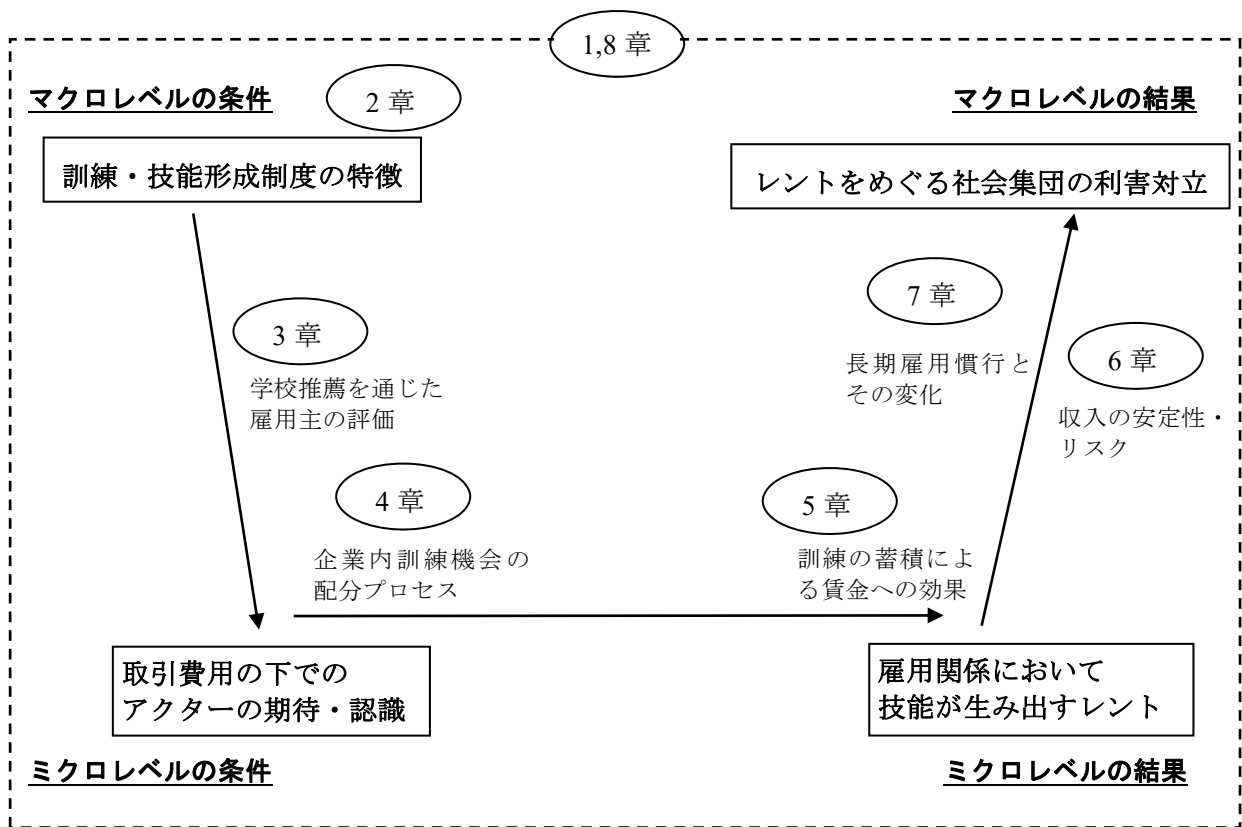 1,8 章
マクロレベルの条件
2 章
マクロレベルの結果
訓練・技能形成制度の特徴
レントをめぐる社会集団の利害対立
3 章
学校推薦を通じた
雇用主の評価
7 章
長期雇用慣行と
その変化
6 章
収入の安定性・
リスク
4 章
企業内訓練機会の
配分プロセス
5 章
訓練の蓄積によ
る賃金への効果
取引費用の下での
アクターの期待・認識
雇用関係において
技能が生み出すレント
ミクロレベルの条件
ミクロレベルの結果